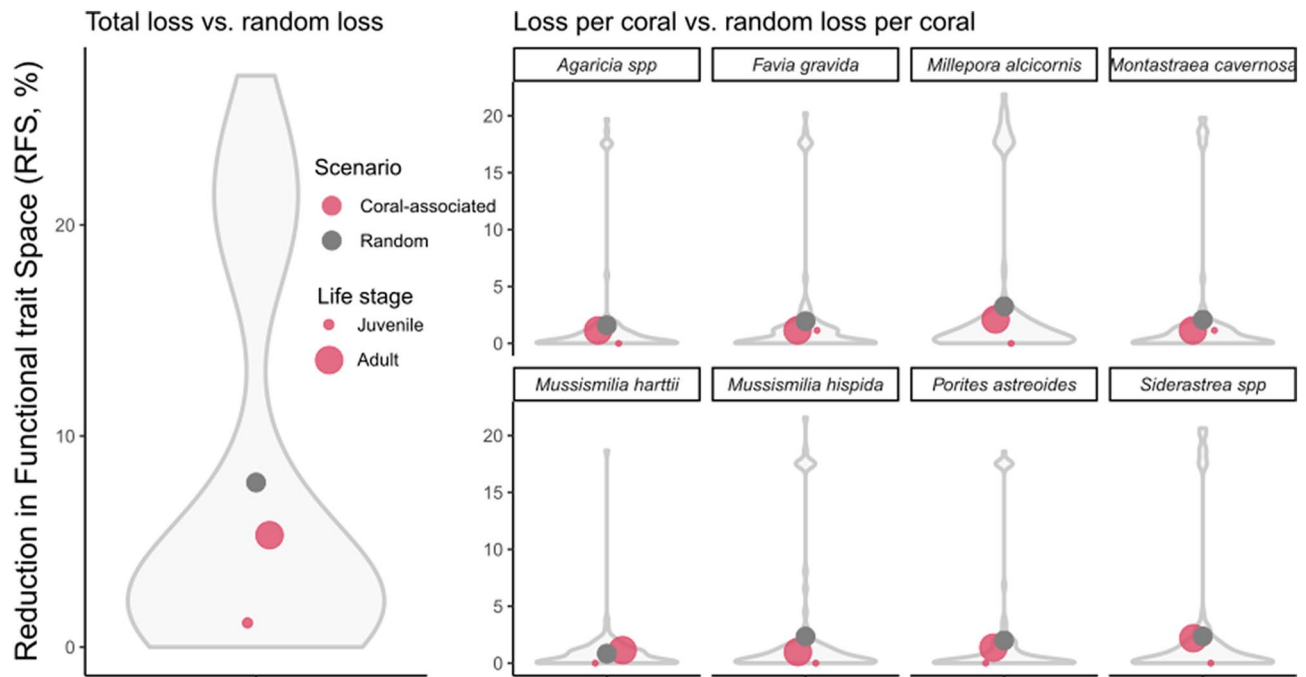 Total loss vs. random loss
Loss per coral vs. random loss per coral
Reduction in Functional trait Space (RFS, %)
20
10
0
Scenario
Coral-associated
Random
Life stage
Juvenile
Adult
Agaricia spp
Favia gravida
Millepora alcicornis
Montastraea cavernosa
20
15
10
5
0
Mussismilia harttii
Mussismilia hispida
Porites astreoides
Siderastrea spp
20
15
10
5
0